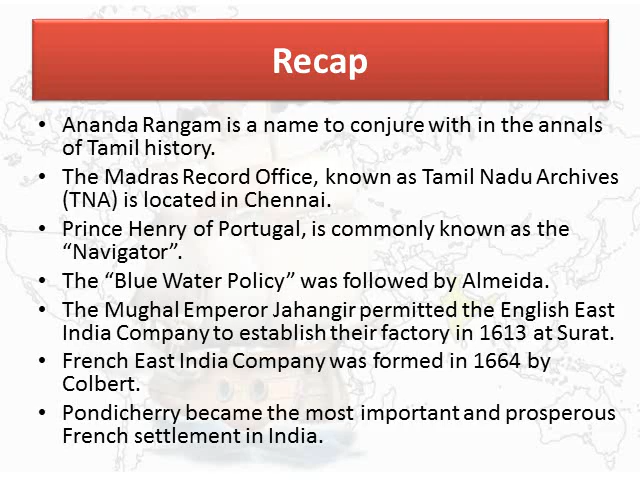 Recap
• Ananda Rangam is a name to conjure with in the annals
of Tamil history.
• The Madras Record Office, known as Tamil Nadu Archives
(TNA) is located in Chennai.
• Prince Henry of Portugal, is commonly known as the
“Navigator”.
• The “Blue Water Policy” was followed by Almeida.
• The Mughal Emperor Jahangir permitted the English East
India Company to establish their factory in 1613 at Surat.
• French East India Company was formed in 1664 by
Colbert.
• Pondicherry became the most important and prosperous
French settlement in India.